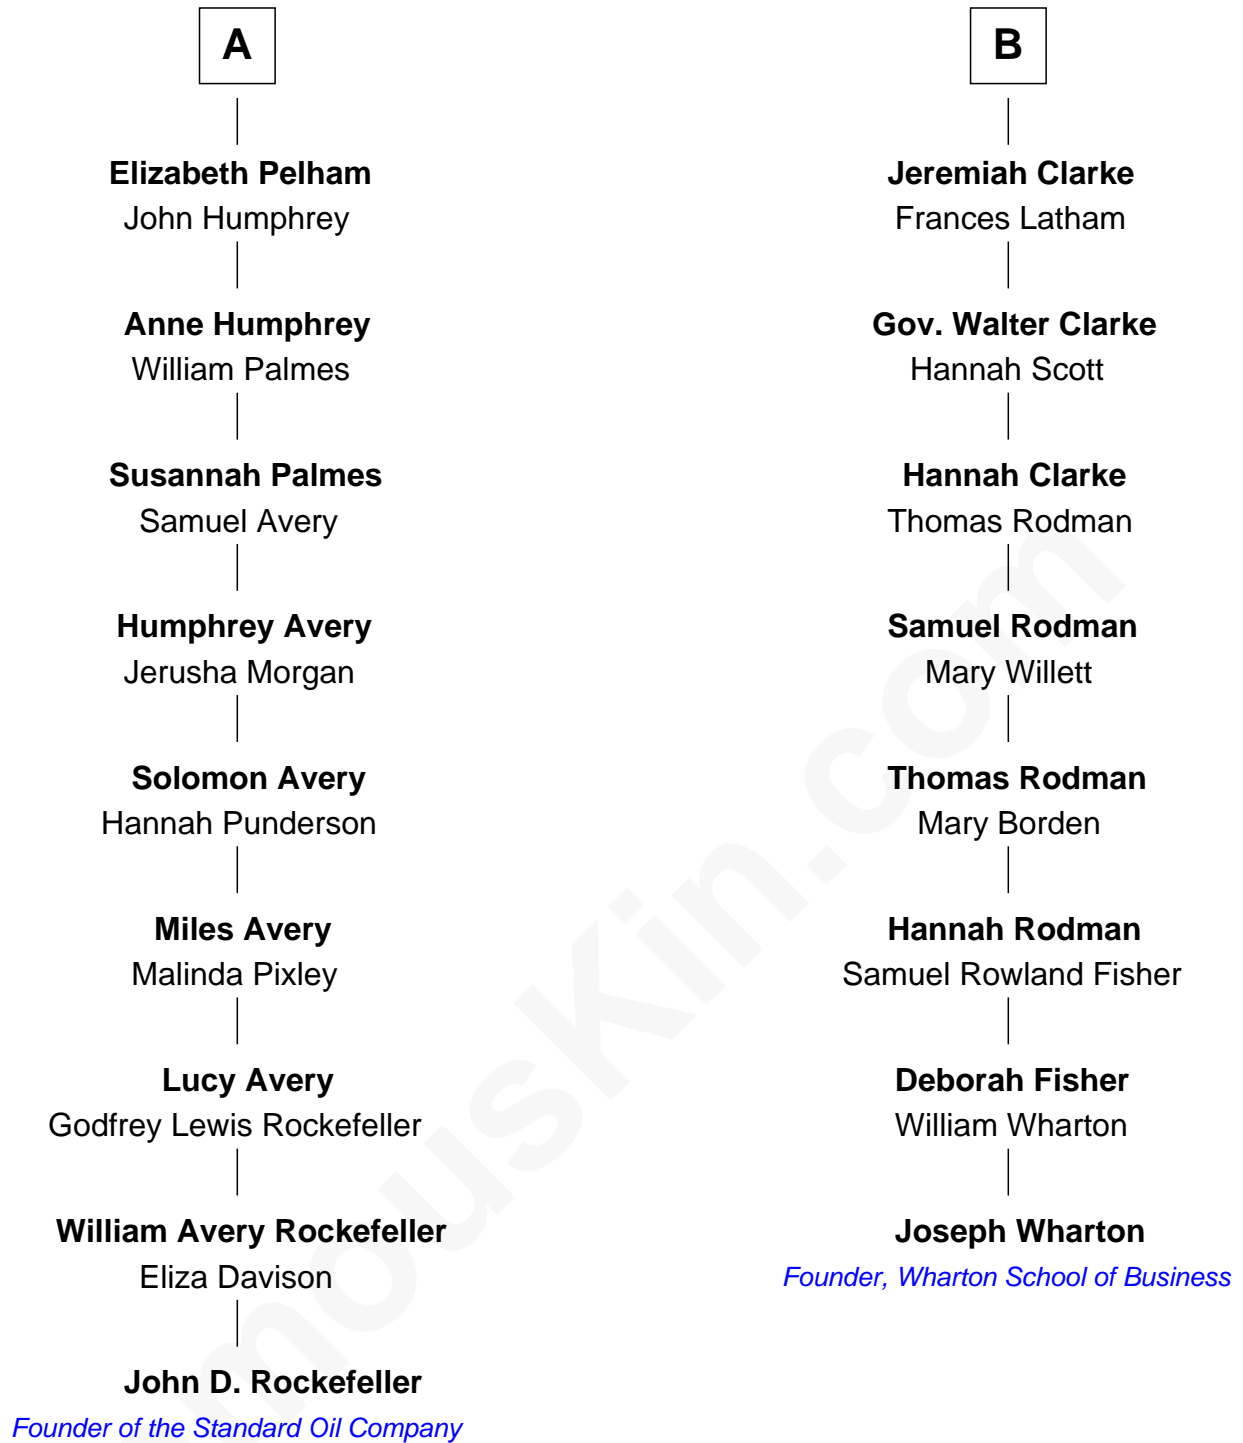 A
Elizabeth Pelham
John Humphrey
Anne Humphrey
William Palmes
Susannah Palmes
Samuel Avery
Humphrey Avery
Jerusha Morgan
Solomon Avery
Hannah Punderson
Miles Avery
Malinda Pixley
Lucy Avery
Godfrey Lewis Rockefeller
William Avery Rockefeller
Eliza Davison
John D. Rockefeller
Founder of the Standard Oil Company
B
Jeremiah Clarke
Frances Latham
Gov. Walter Clarke
Hannah Scott
Hannah Clarke
Thomas Rodman
Samuel Rodman
Mary Willett
Thomas Rodman
Mary Borden
Hannah Rodman
Samuel Rowland Fisher
Deborah Fisher
William Wharton
Joseph Wharton
Founder, Wharton School of Business
mousKin.com